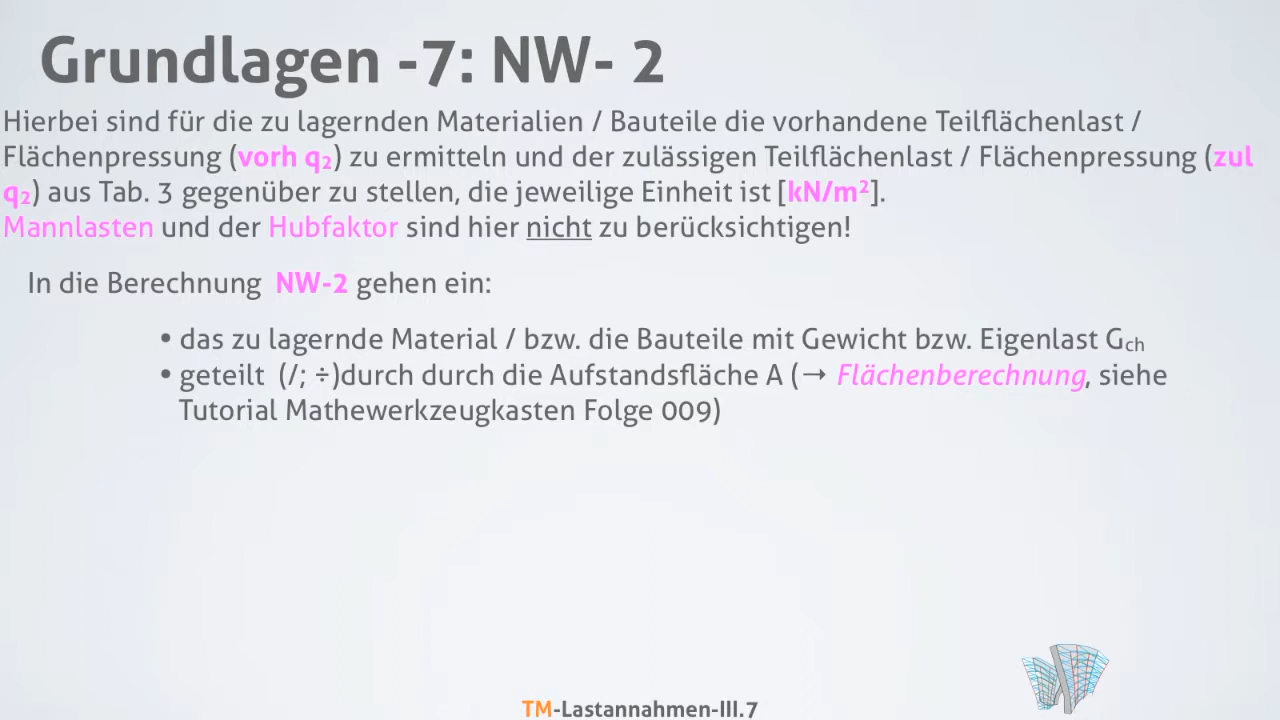 Grundlagen -7: NW- 2
Hierbei sind für die zu lagernden Materialien / Bauteile die vorhandene Teilflächenlast /
Flächenpressung (vorh q₂) zu ermitteln und der zulässigen Teilflächenlast / Flächenpressung (zul
q₂) aus Tab. 3 gegenüber zu stellen, die jeweilige Einheit ist [kN/m²].
Mannlasten und der Hubfaktor sind hier nicht zu berücksichtigen!
In die Berechnung NW-2 gehen ein:
• das zu lagernde Material / bzw. die Bauteile mit Gewicht bzw. Eigenlast Gch
• geteilt (/; ÷)durch durch die Aufstandsfläche A (→ Flächenberechnung, siehe
Tutorial Mathewerkzeugkasten Folge 009)
TM-Lastannahmen-III.7